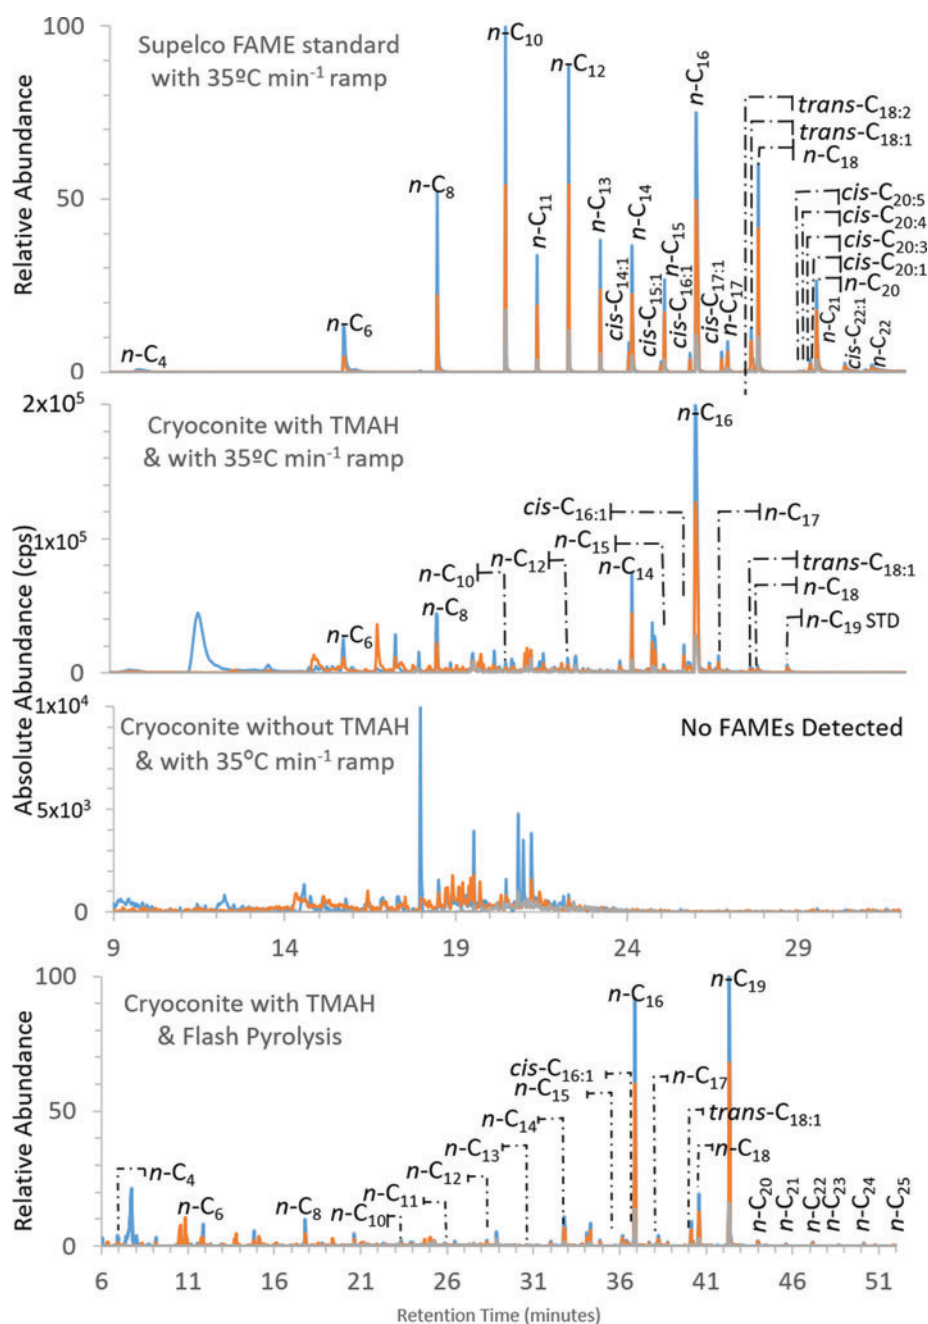 Supelco FAME standard
with 35ºC min⁻¹ ramp
Relative Abundance
100
50
0
n-C₄
n-C₆
n-C₈
n-C₁₀
n-C₁₁
n-C₁₂
n-C₁₃
cis-C₁₄:₁
n-C₁₄
cis-C₁₅:₁
n-C₁₅
cis-C₁₆:₁
n-C₁₆
cis-C₁₇:₁
n-C₁₇
trans-C₁₈:₂
trans-C₁₈:₁
n-C₁₈
cis-C₂₀:₅
cis-C₂₀:₄
cis-C₂₀:₃
cis-C₂₀:₁
n-C₂₀
n-C₂₁
cis-C₂₂:₁
n-C₂₂
Cryoconite with TMAH
& with 35ºC min⁻¹ ramp
Absolute Abundance (cps)
2x10⁵
1x10⁵
0
n-C₆
n-C₈
n-C₁₀
n-C₁₂
n-C₁₄
n-C₁₅
cis-C₁₆:₁
n-C₁₆
n-C₁₇
trans-C₁₈:₁
n-C₁₈
n-C₁₉ STD
Cryoconite without TMAH
& with 35ºC min⁻¹ ramp
No FAMEs Detected
1x10⁴
5x10³
0
9 14 19 24 29
Cryoconite with TMAH
& Flash Pyrolysis
Relative Abundance
100
50
0
n-C₄
n-C₆
n-C₈
n-C₁₀
n-C₁₁
n-C₁₂
n-C₁₃
n-C₁₄
n-C₁₅
cis-C₁₆:₁
n-C₁₆
n-C₁₇
trans-C₁₈:₁
n-C₁₈
n-C₁₉
n-C₂₀
n-C₂₁
n-C₂₂
n-C₂₃
n-C₂₄
n-C₂₅
6 11 16 21 26 31 36 41 46 51
Retention Time (minutes)